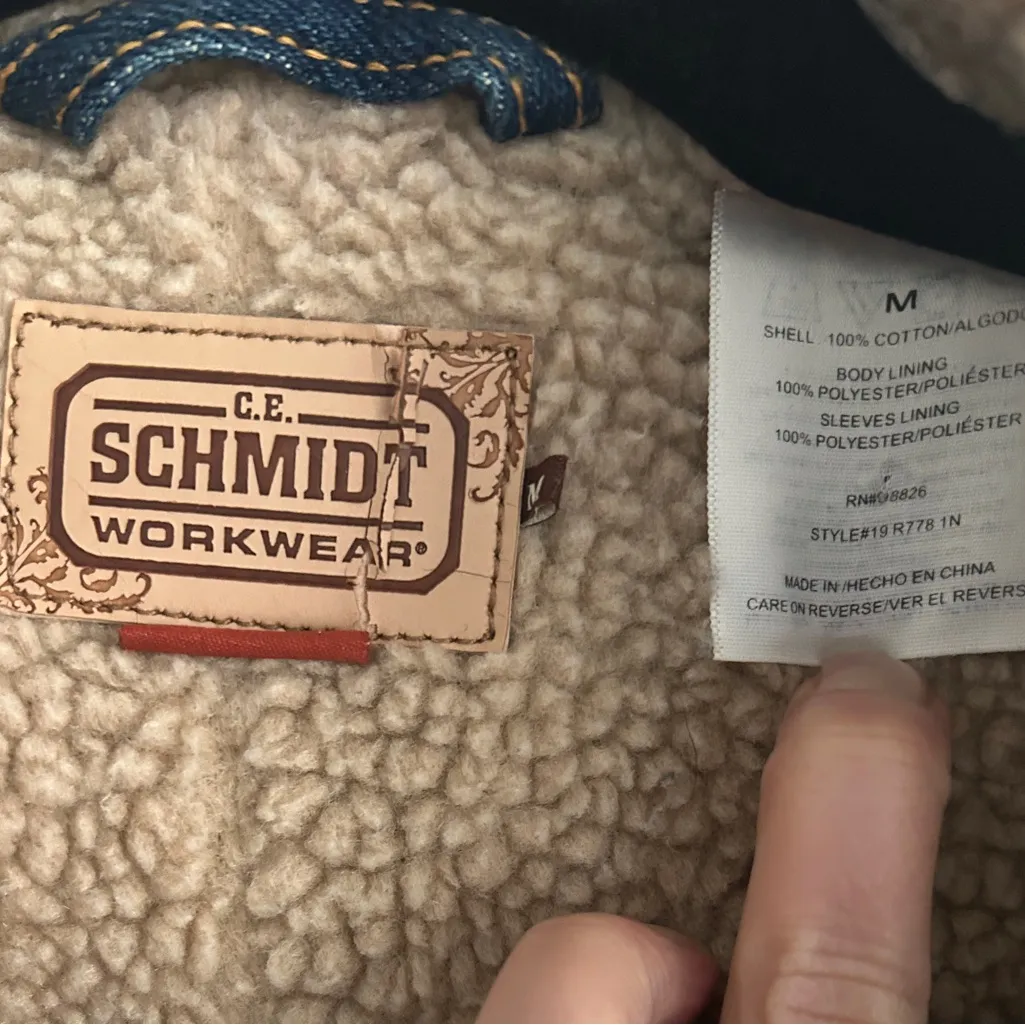 C.E.
SCHMIDT
WORKWEAR®
M
M
SHELL 100% COTTON/ALGODO
BODY LINING
100% POLYESTER/POLIÉSTER
SLEEVES LINING
100% POLYESTER/POLIÉSTER
STYLE#19 R778 1N
MADE IN/HECHO EN CHINA
CARE ON REVERSE/VER EL REVERS